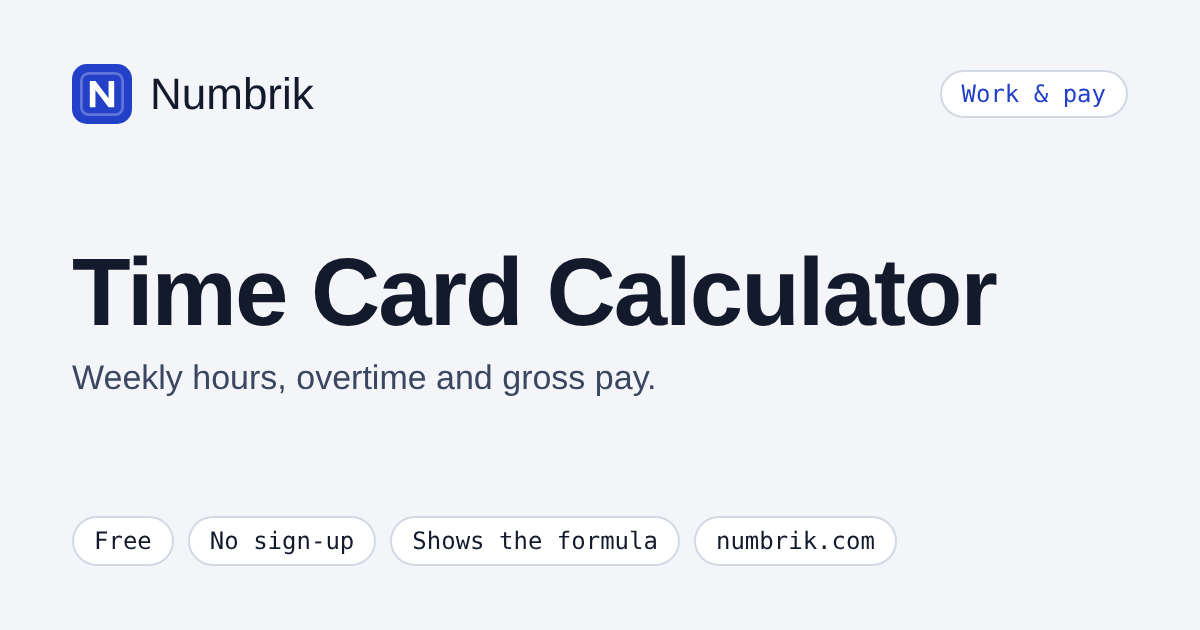 N Numbrik
Work & pay
Time Card Calculator
Weekly hours, overtime and gross pay.
Free
No sign-up
Shows the formula
numbrik.com